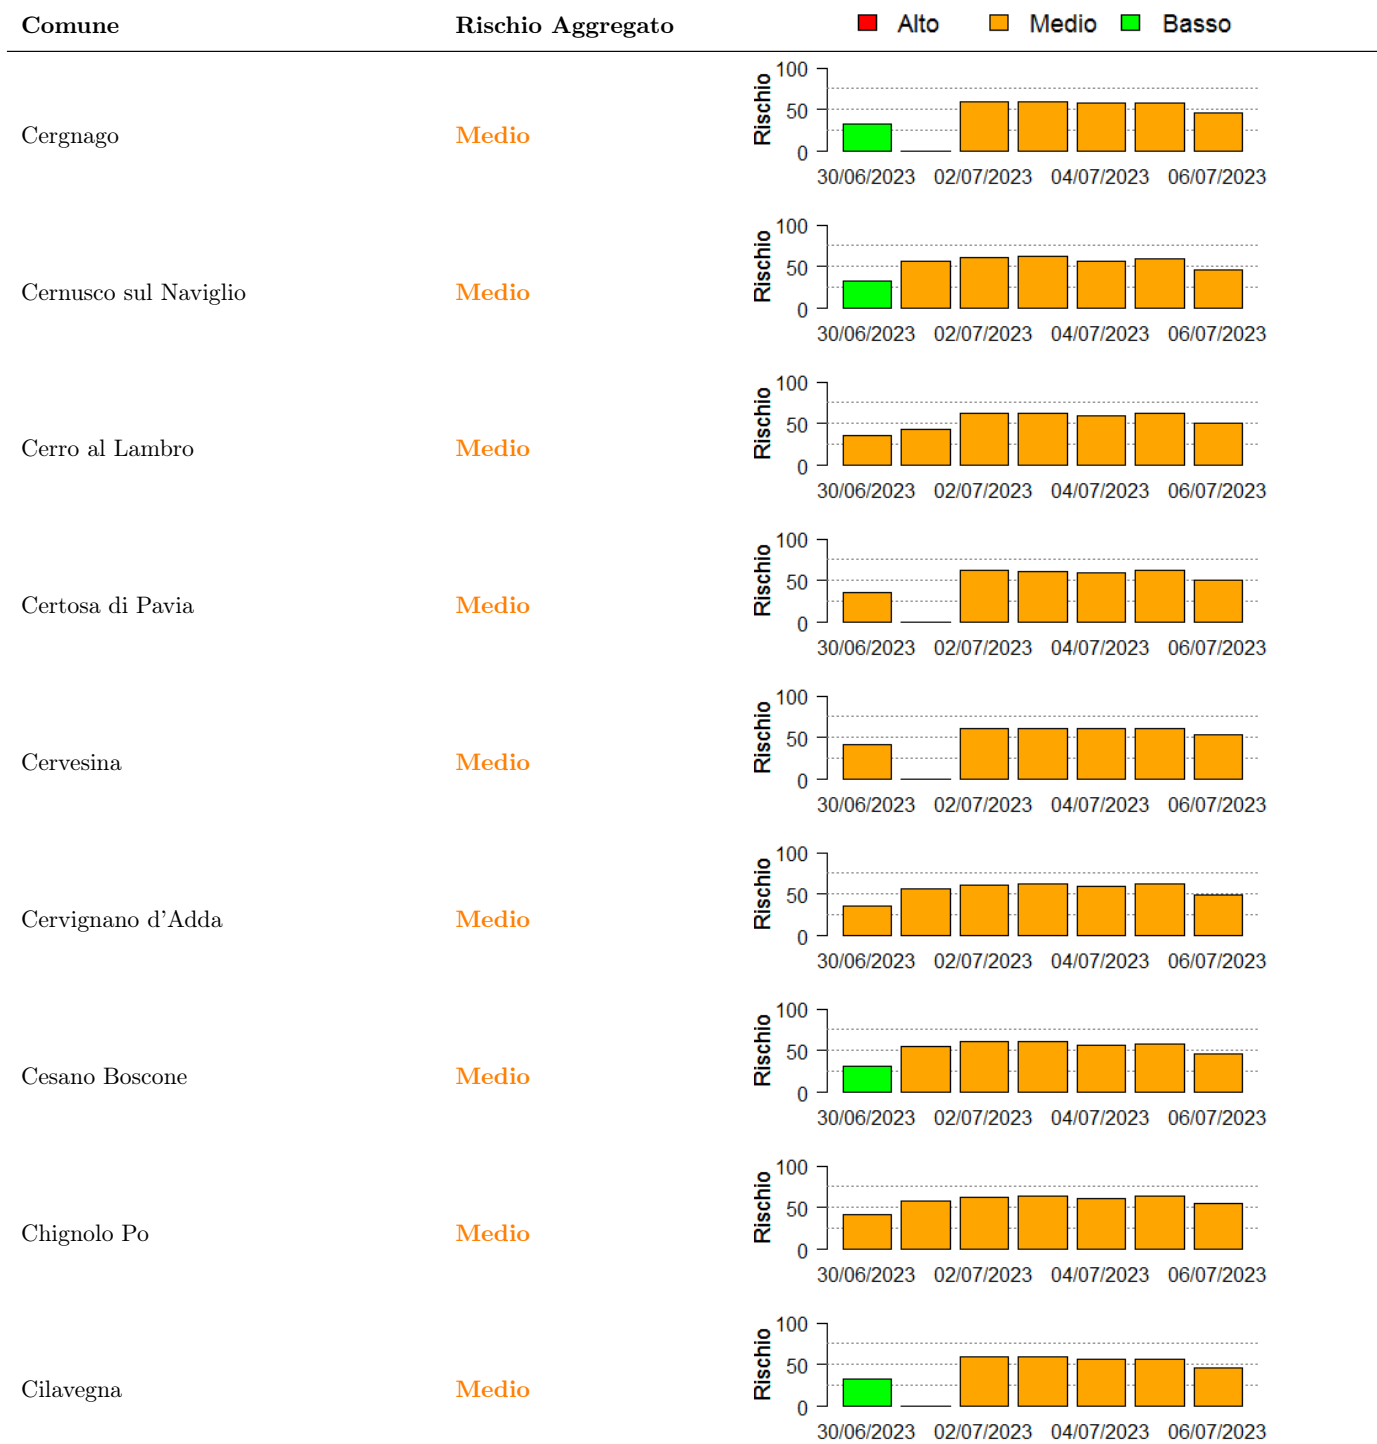 Comune Rischio Aggregato Alto Medio Basso
Cergnago Medio Rischio 100 50 0
30/06/2023 02/07/2023 04/07/2023 06/07/2023
Cernusco sul Naviglio Medio Rischio 100 50 0
30/06/2023 02/07/2023 04/07/2023 06/07/2023
Cerro al Lambro Medio Rischio 100 50 0
30/06/2023 02/07/2023 04/07/2023 06/07/2023
Certosa di Pavia Medio Rischio 100 50 0
30/06/2023 02/07/2023 04/07/2023 06/07/2023
Cervesina Medio Rischio 100 50 0
30/06/2023 02/07/2023 04/07/2023 06/07/2023
Cervignano d'Adda Medio Rischio 100 50 0
30/06/2023 02/07/2023 04/07/2023 06/07/2023
Cesano Boscone Medio Rischio 100 50 0
30/06/2023 02/07/2023 04/07/2023 06/07/2023
Chignolo Po Medio Rischio 100 50 0
30/06/2023 02/07/2023 04/07/2023 06/07/2023
Cilavegna Medio Rischio 100 50 0
30/06/2023 02/07/2023 04/07/2023 06/07/2023